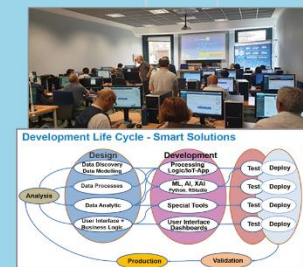 Development Life Cycle - Smart Solutions
Design
Development
Data Discovery
Data Modelling
Processing
Logic/IoT-App
Test
Deploy
Analysis
Data Processes
ML, AI, XAI
Python, RStudio
Test
Deploy
Data Analytic
Special Tools
Test
Deploy
User Interface +
Business Logic
User Interface
Dashboards
Test
Deploy
Production
Validation